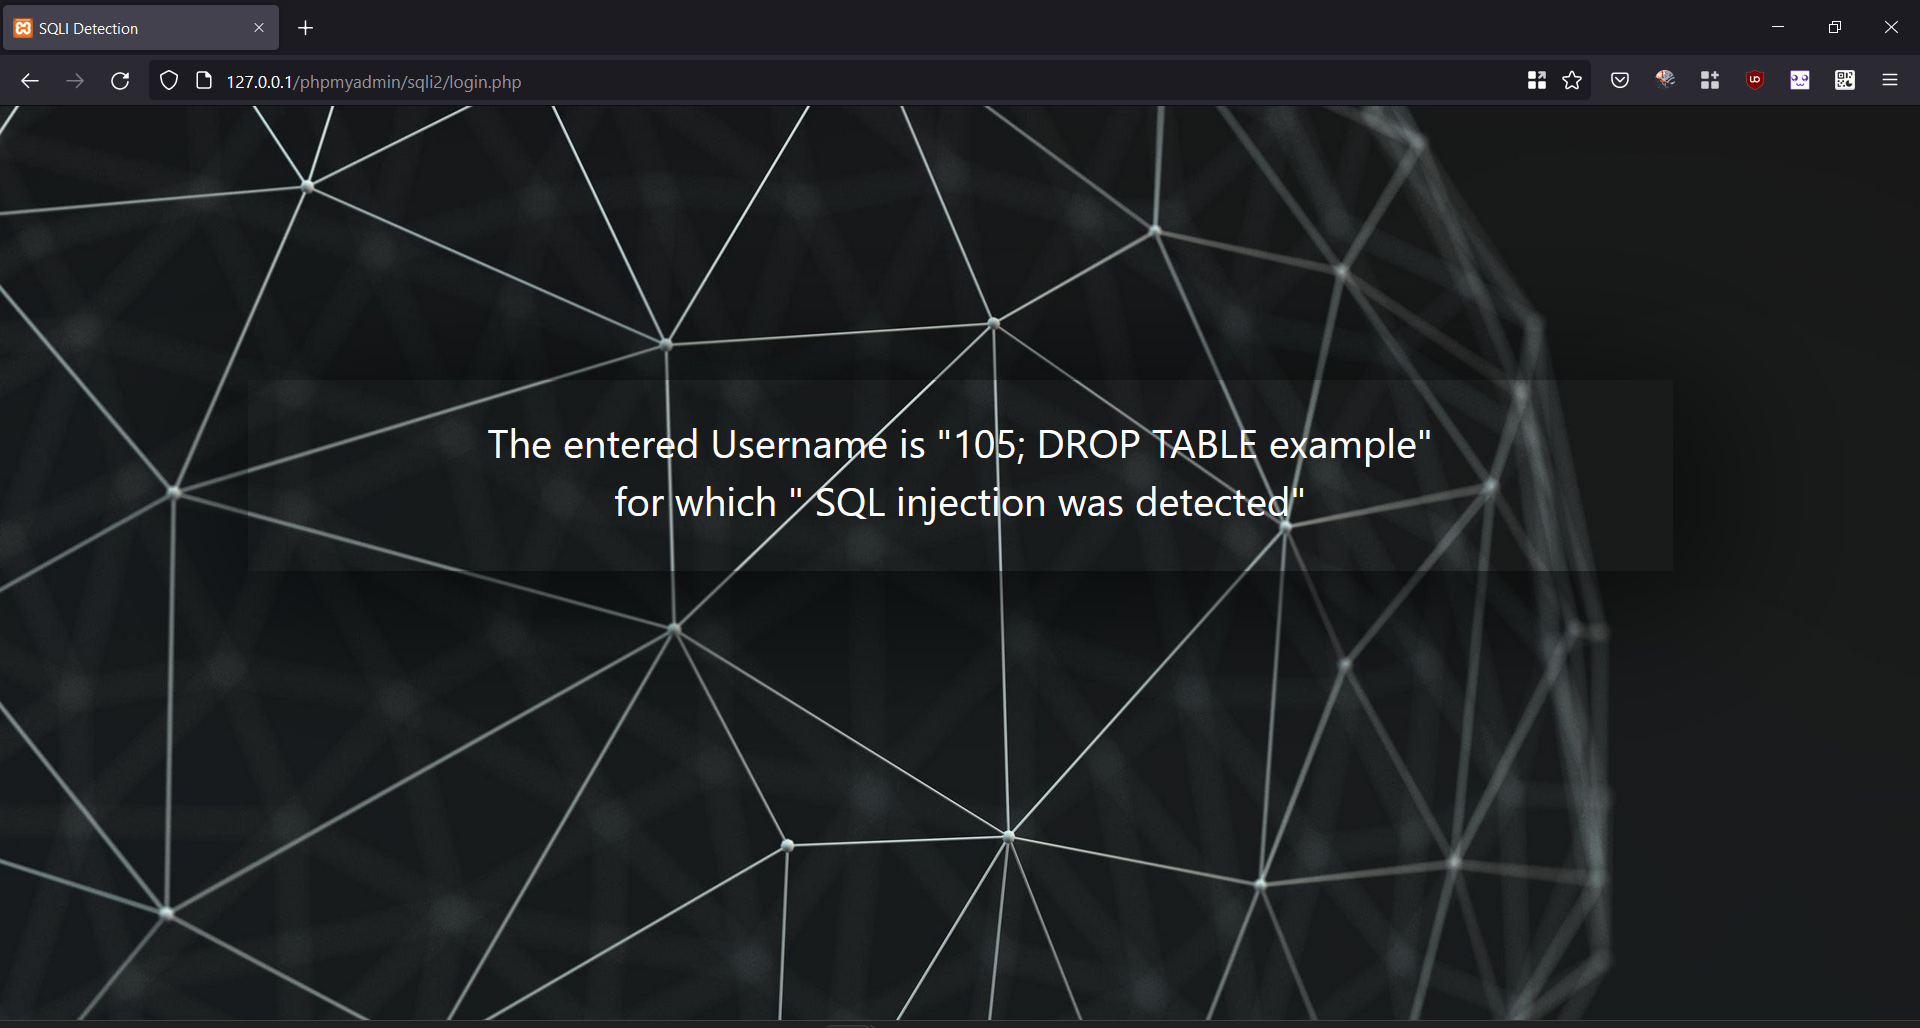 SQLI Detection
127.0.0.1/phpmyadmin/sqli2/login.php
The entered Username is "105; DROP TABLE example"
for which " SQL injection was detected"